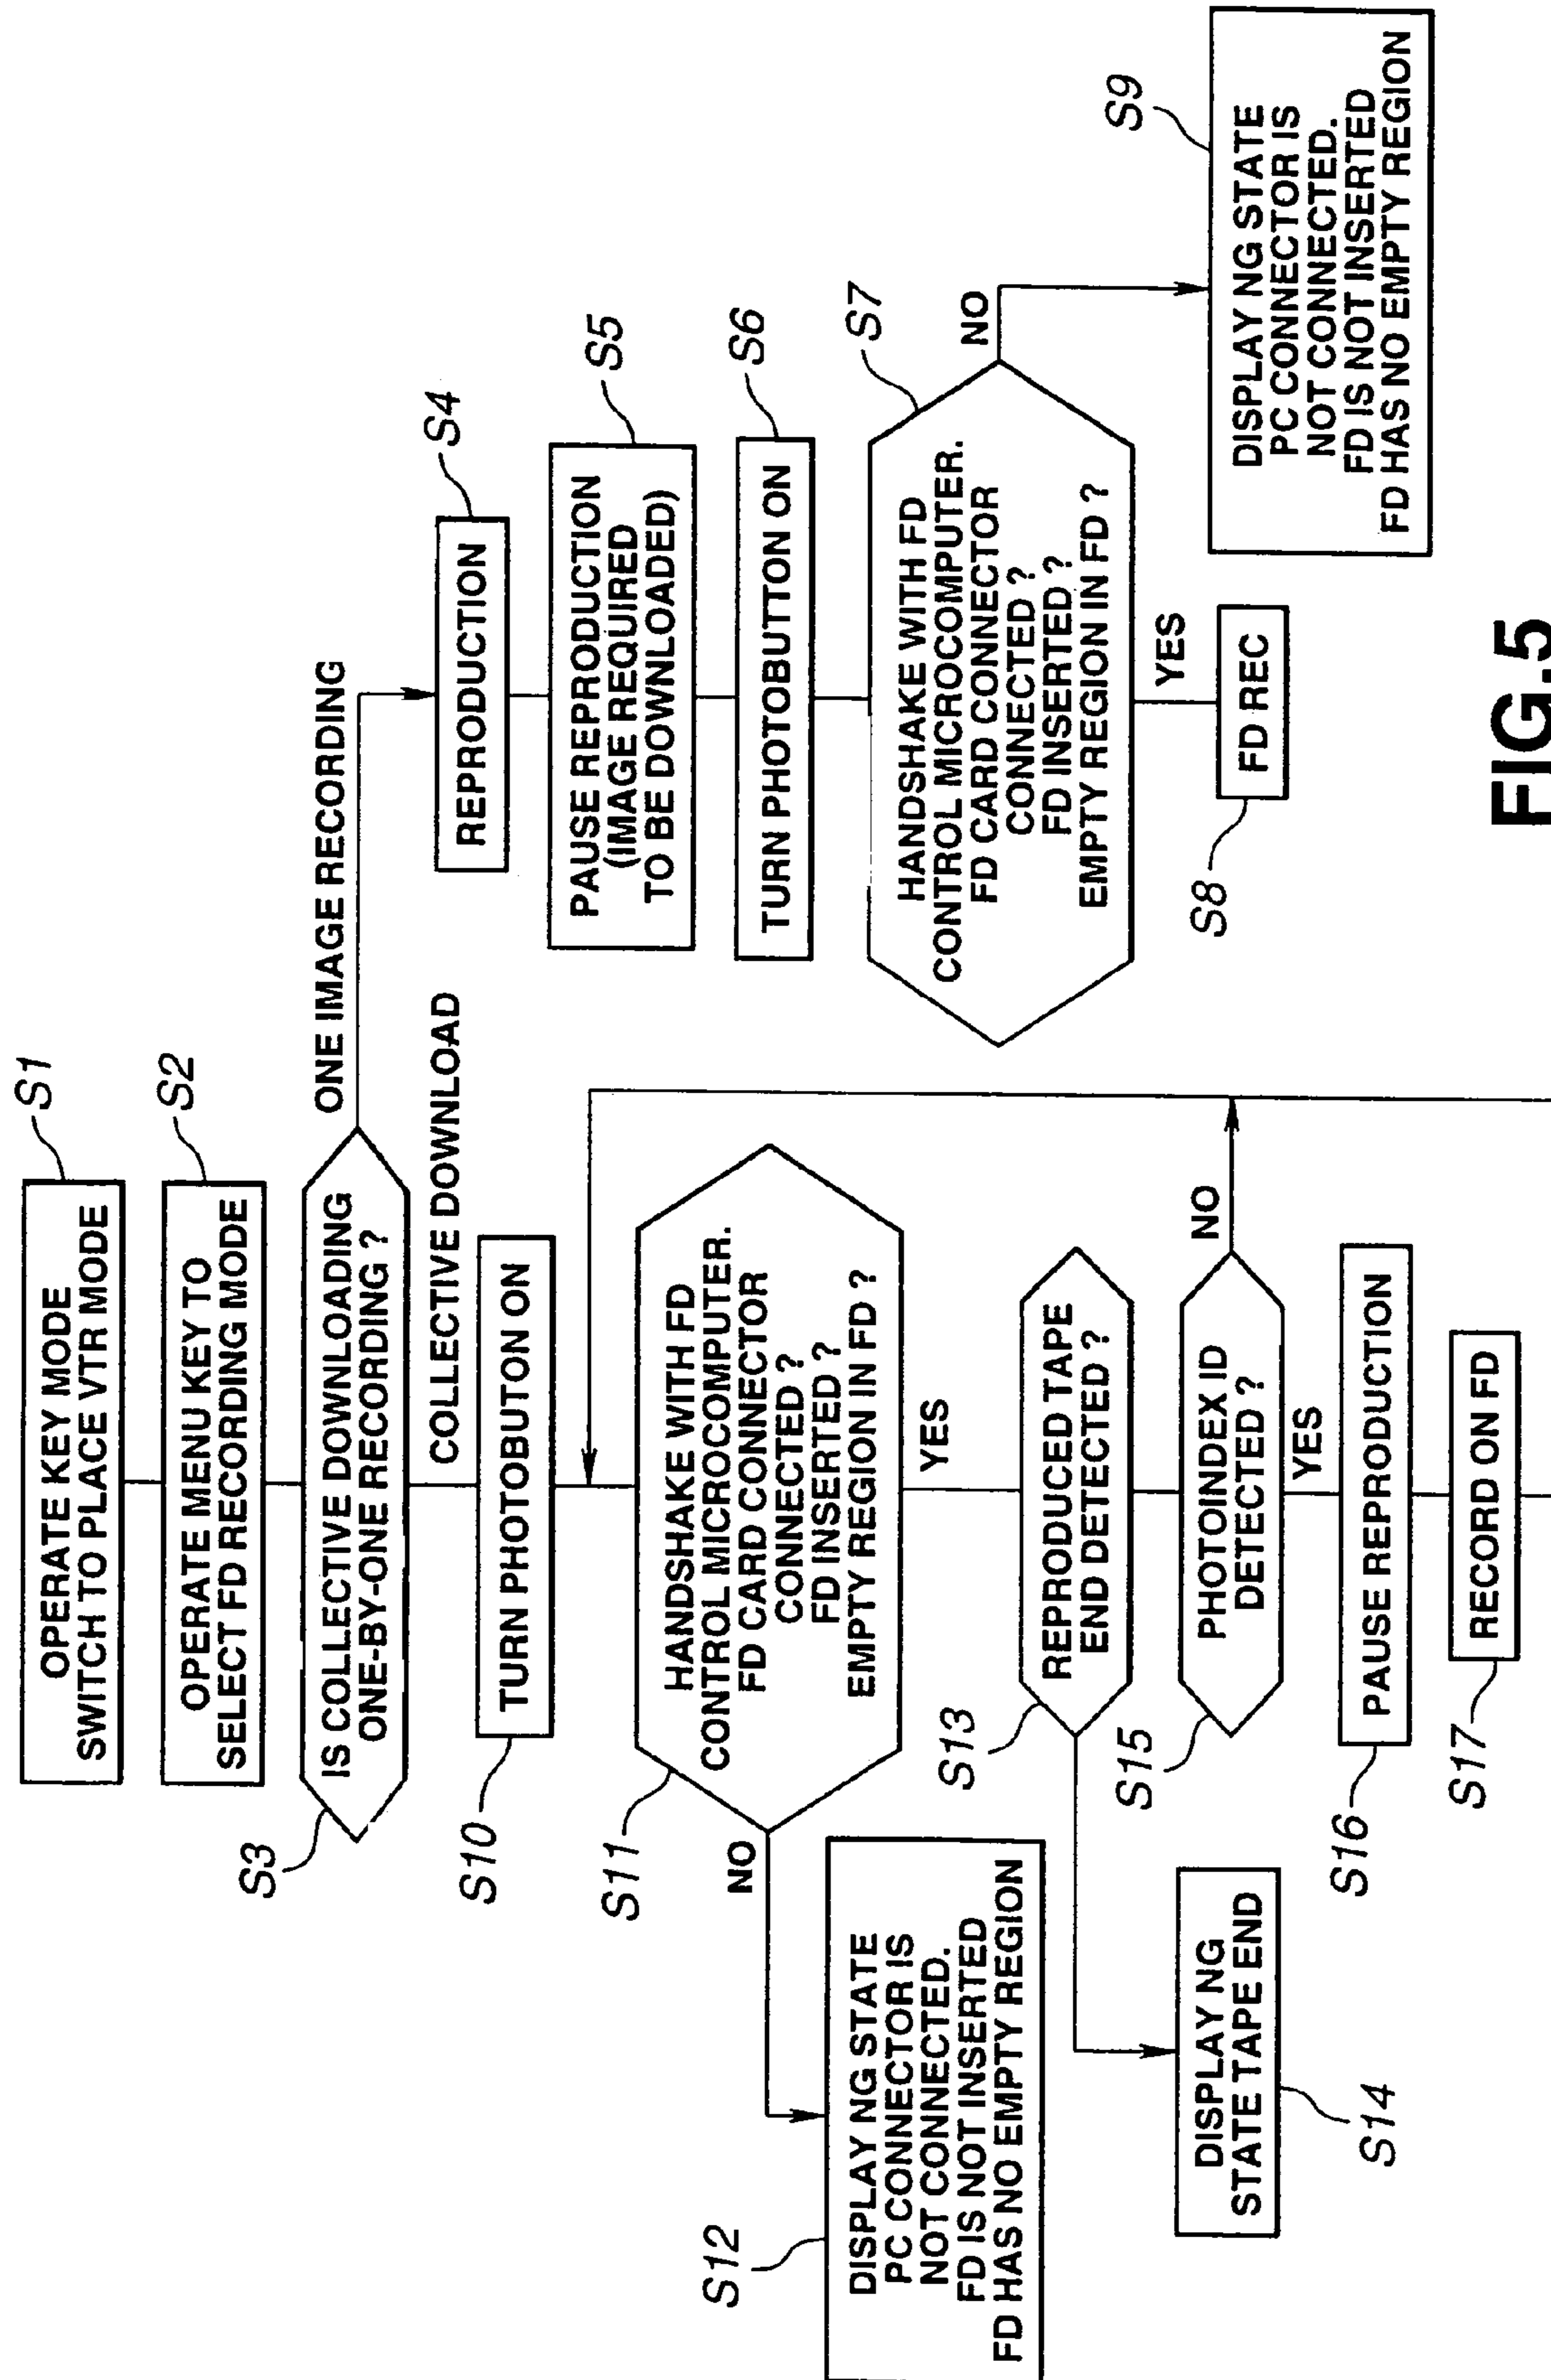 S1
OPERATE KEY MODE
SWITCH TO PLACE VTR MODE
S2
OPERATE MENU KEY TO
SELECT FD RECORDING MODE
S3
IS COLLECTIVE DOWNLOADING
ONE-BY-ONE RECORDING ?
ONE IMAGE RECORDING
COLLECTIVE DOWNLOAD
S4
REPRODUCTION
S5
PAUSE REPRODUCTION
(IMAGE REQUIRED
TO BE DOWNLOADED)
S6
TURN PHOTOBUTTON ON
S7
HANDSHAKE WITH FD
CONTROL MICROCOMPUTER.
FD CARD CONNECTOR
CONNECTED ?
FD INSERTED ?
EMPTY REGION IN FD ?
NO
YES
S8
FD REC
S9
DISPLAY NG STATE
PC CONNECTOR IS
NOT CONNECTED.
FD IS NOT INSERTED
FD HAS NO EMPTY REGION
S10
TURN PHOTOBUTTON ON
S11
HANDSHAKE WITH FD
CONTROL MICROCOMPUTER.
FD CARD CONNECTOR
CONNECTED ?
FD INSERTED ?
EMPTY REGION IN FD ?
NO
YES
S12
DISPLAY NG STATE
PC CONNECTOR IS
NOT CONNECTED.
FD IS NOT INSERTED
FD HAS NO EMPTY REGION
S13
REPRODUCED TAPE
END DETECTED ?
S14
DISPLAY NG
STATE TAPE END
S15
PHOTOINDEX ID
DETECTED ?
NO
YES
S16
PAUSE REPRODUCTION
S17
RECORD ON FD
FIG.5